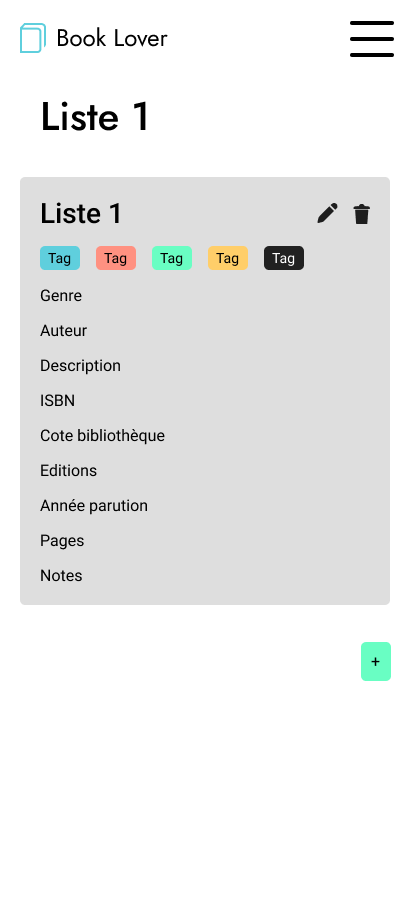 Book Lover
Liste 1
Liste 1
Tag Tag Tag Tag Tag
Genre
Auteur
Description
ISBN
Cote bibliothèque
Editions
Année parution
Pages
Notes
+